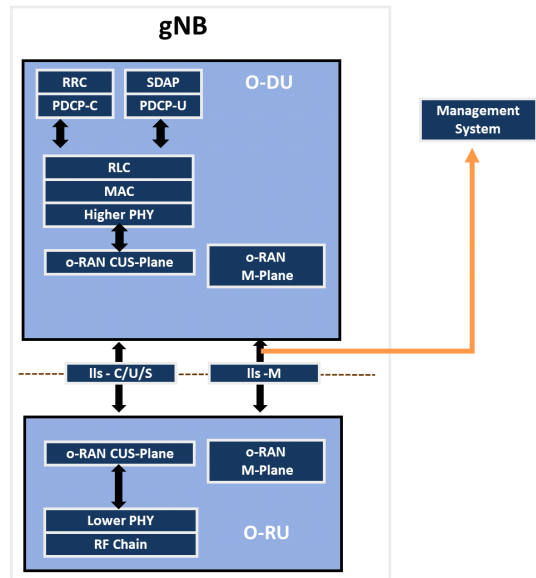 gNB
O-DU
RRC
PDCP-C
SDAP
PDCP-U
RLC
MAC
Higher PHY
o-RAN CUS-Plane
o-RAN
M-Plane
Management
System
lls - C/U/S
lls -M
o-RAN CUS-Plane
o-RAN
M-Plane
Lower PHY
RF Chain
O-RU